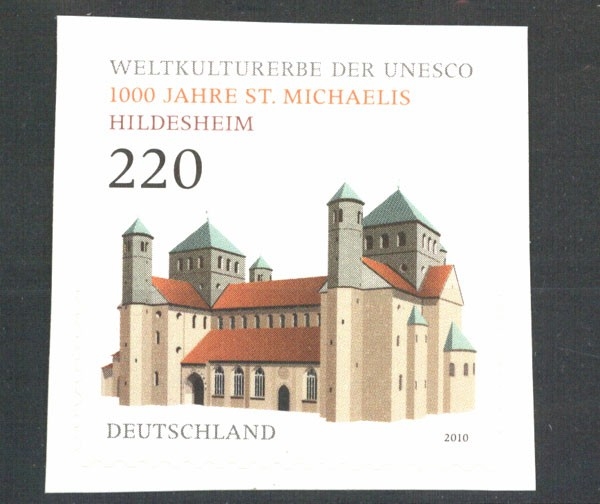 WELTKULTURERBE DER UNESCO
1000 JAHRE ST. MICHAELIS
HILDESHEIM
220
DEUTSCHLAND
2010